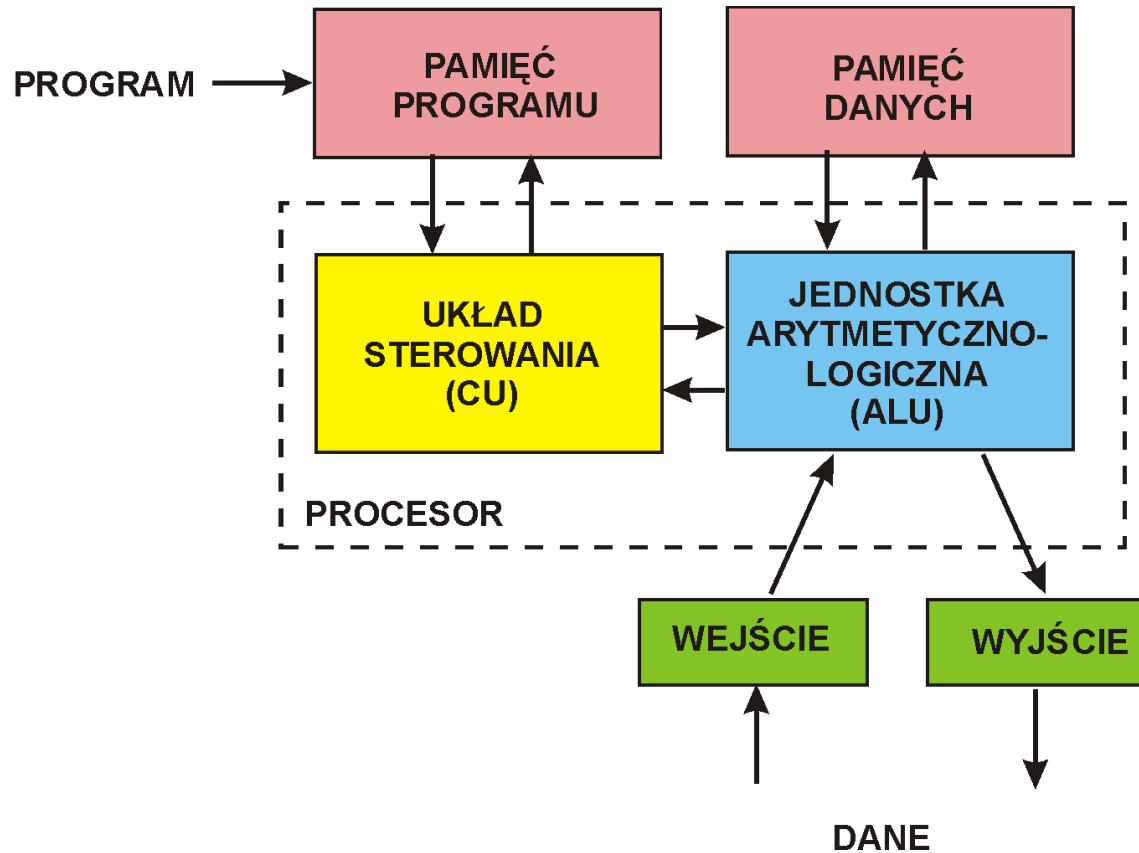 PROGRAM
PAMIĘĆ
PROGRAMU
PAMIĘĆ
DANYCH
UKŁAD
STEROWANIA
(CU)
JEDNOSTKA
ARYTMETYCZNO-
LOGICZNA
(ALU)
PROCESOR
WEJŚCIE
WYJŚCIE
DANE